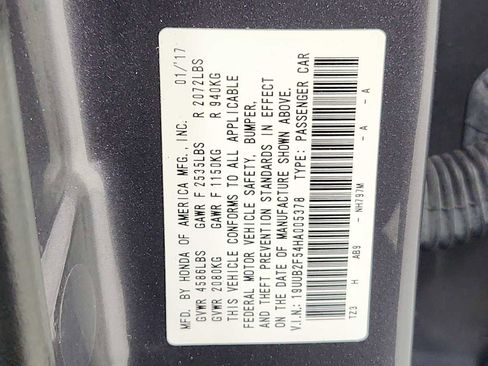 MFD. BY HONDA OF AMERICA MFG., INC. 01/'17
GVWR 4586LBS GAWR F 2535LBS R 2072LBS
GVWR 2080KG GAWR F 1150KG R 940KG
THIS VEHICLE CONFORMS TO ALL APPLICABLE
FEDERAL MOTOR VEHICLE SAFETY, BUMPER,
AND THEFT PREVENTION STANDARDS IN EFFECT
ON THE DATE OF MANUFACTURE SHOWN ABOVE.
V.I.N.: 19UUB2F54HA005378 TYPE: PASSENGER CAR
TZ3 H AB9 - NH797M - A - A